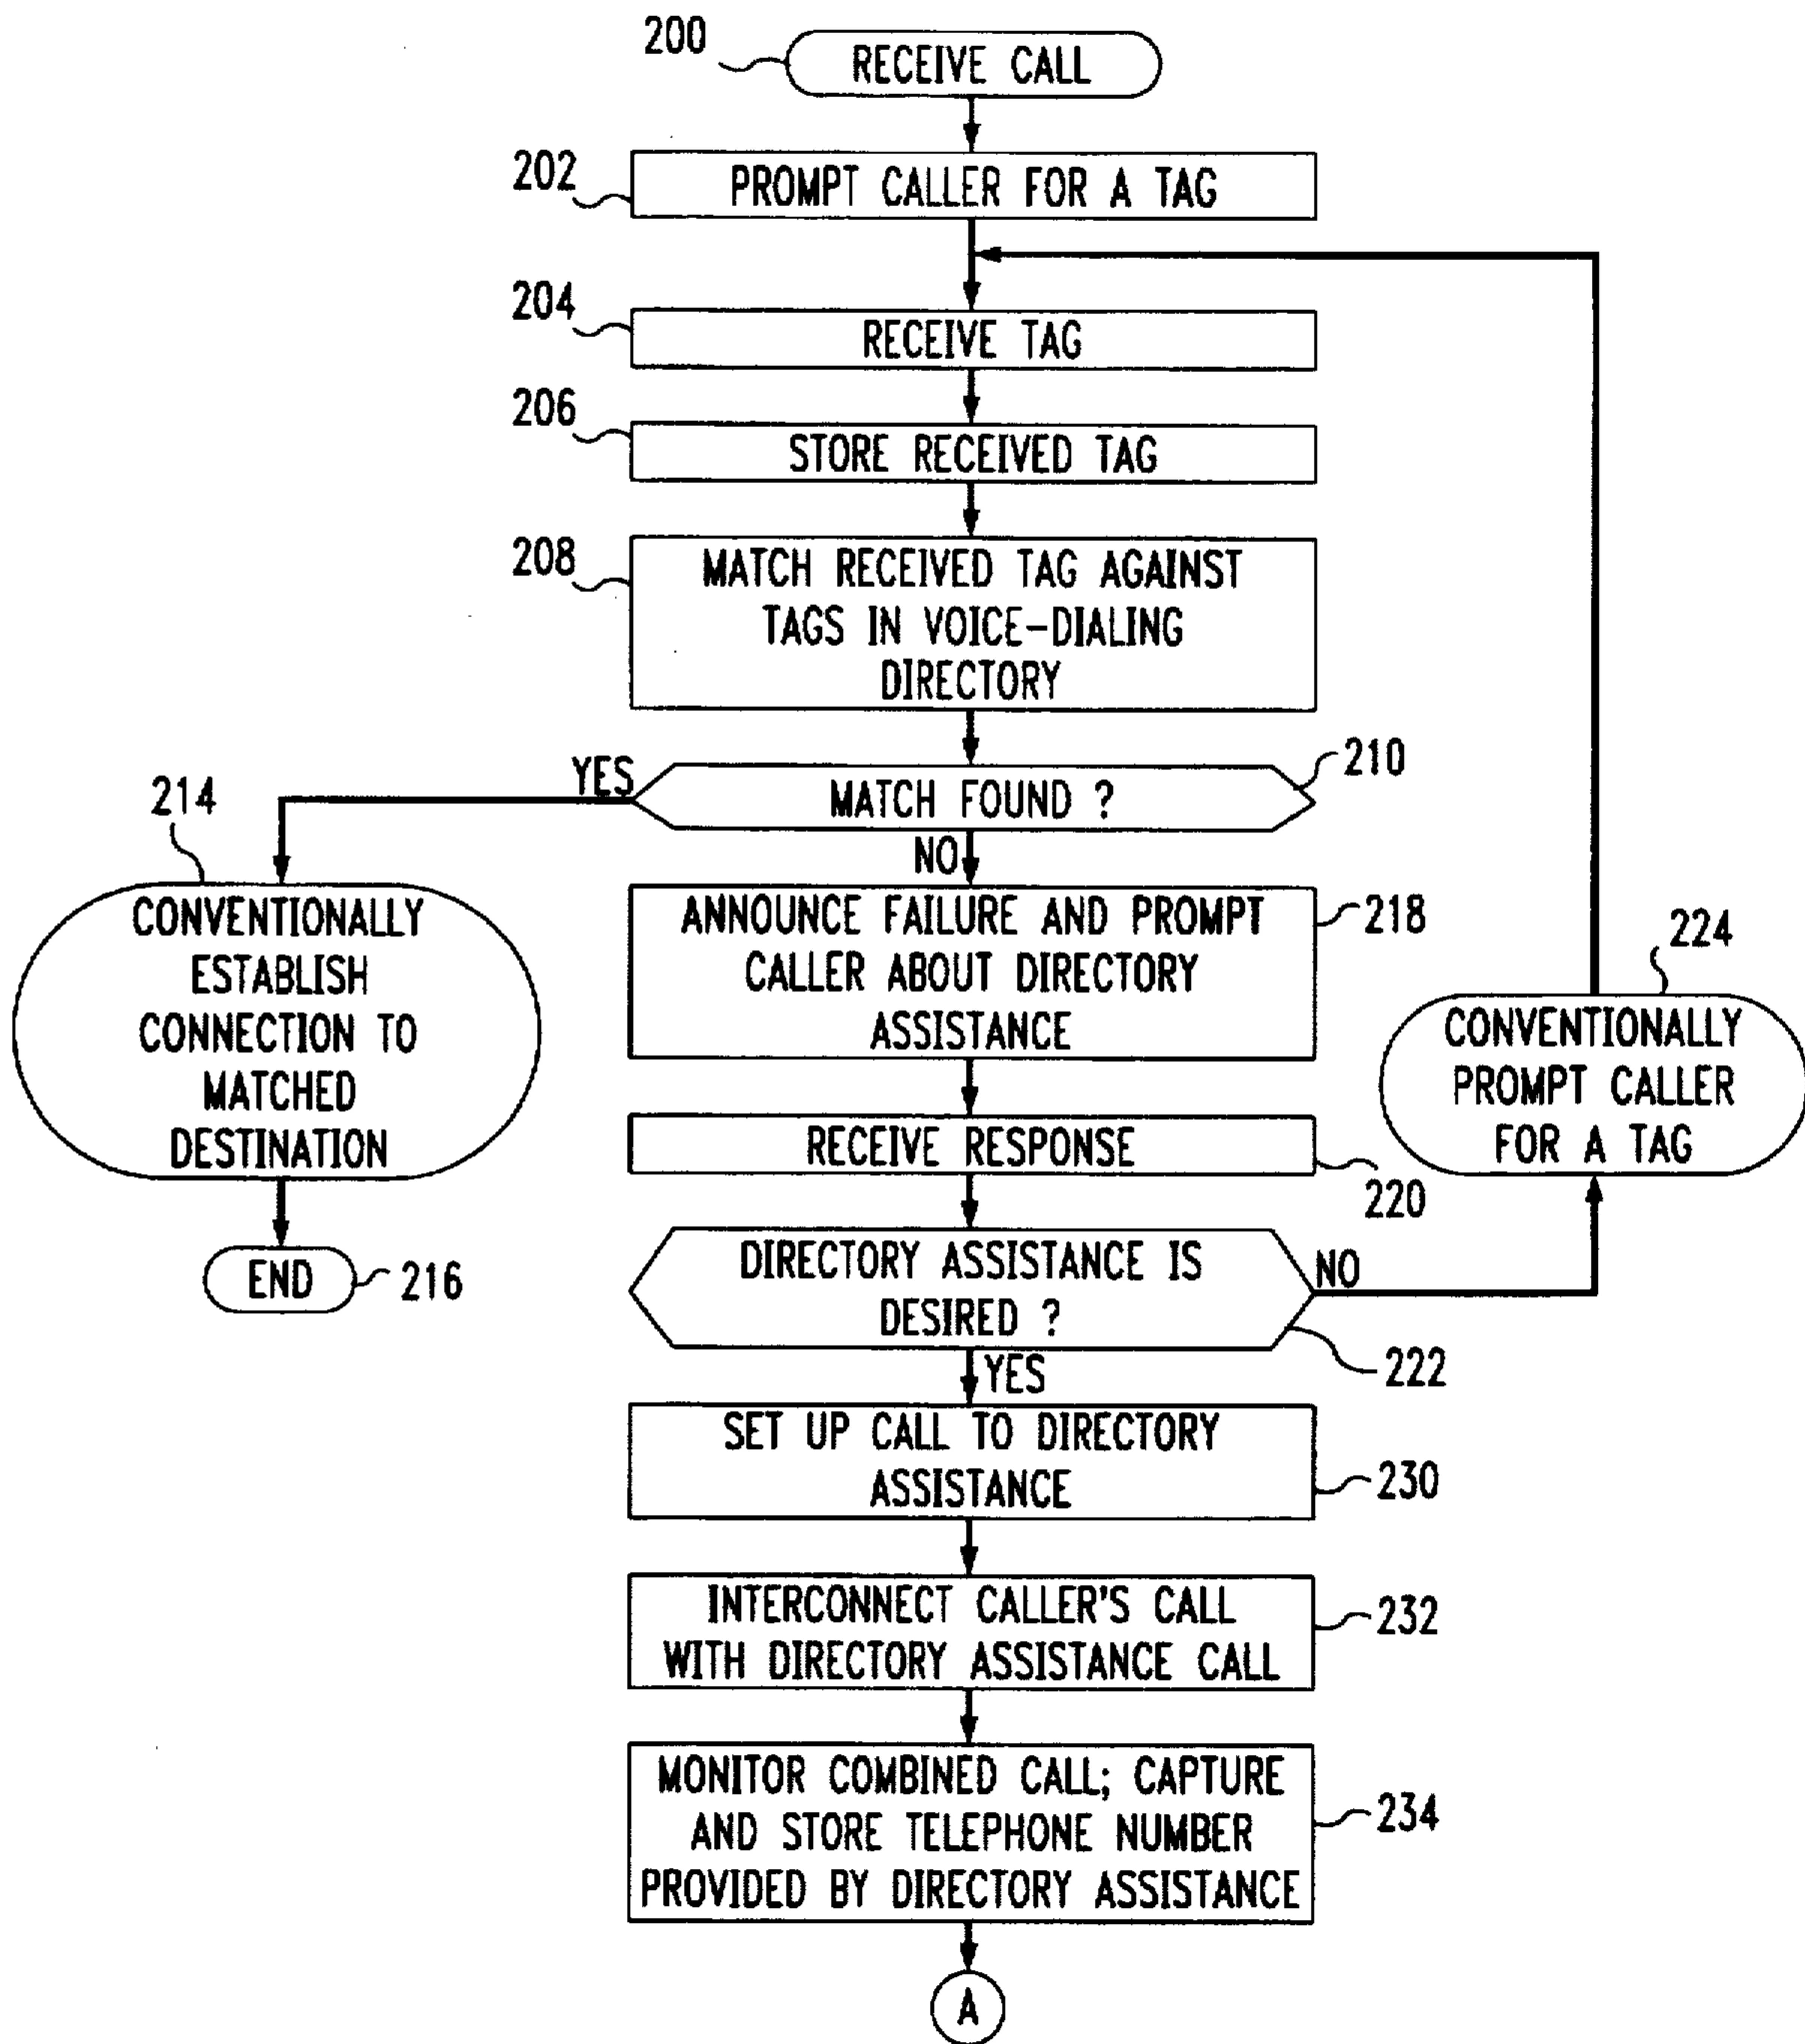 200
RECEIVE CALL
202
PROMPT CALLER FOR A TAG
204
RECEIVE TAG
206
STORE RECEIVED TAG
208
MATCH RECEIVED TAG AGAINST
TAGS IN VOICE-DIALING
DIRECTORY
210
YES
MATCH FOUND ?
NO
214
CONVENTIONALLY
ESTABLISH
CONNECTION TO
MATCHED
DESTINATION
END
216
ANNOUNCE FAILURE AND PROMPT
CALLER ABOUT DIRECTORY
ASSISTANCE
218
224
CONVENTIONALLY
PROMPT CALLER
FOR A TAG
RECEIVE RESPONSE
220
DIRECTORY ASSISTANCE IS
DESIRED ?
NO
222
YES
SET UP CALL TO DIRECTORY
ASSISTANCE
230
INTERCONNECT CALLER'S CALL
WITH DIRECTORY ASSISTANCE CALL
232
MONITOR COMBINED CALL; CAPTURE
AND STORE TELEPHONE NUMBER
PROVIDED BY DIRECTORY ASSISTANCE
234
A